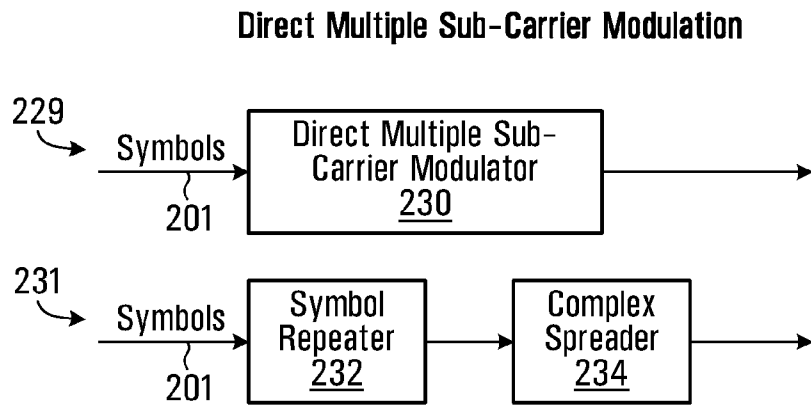 Direct Multiple Sub-Carrier Modulation
229
Symbols
201
Direct Multiple Sub-
Carrier Modulator
230
231
Symbols
201
Symbol
Repeater
232
Complex
Spreader
234